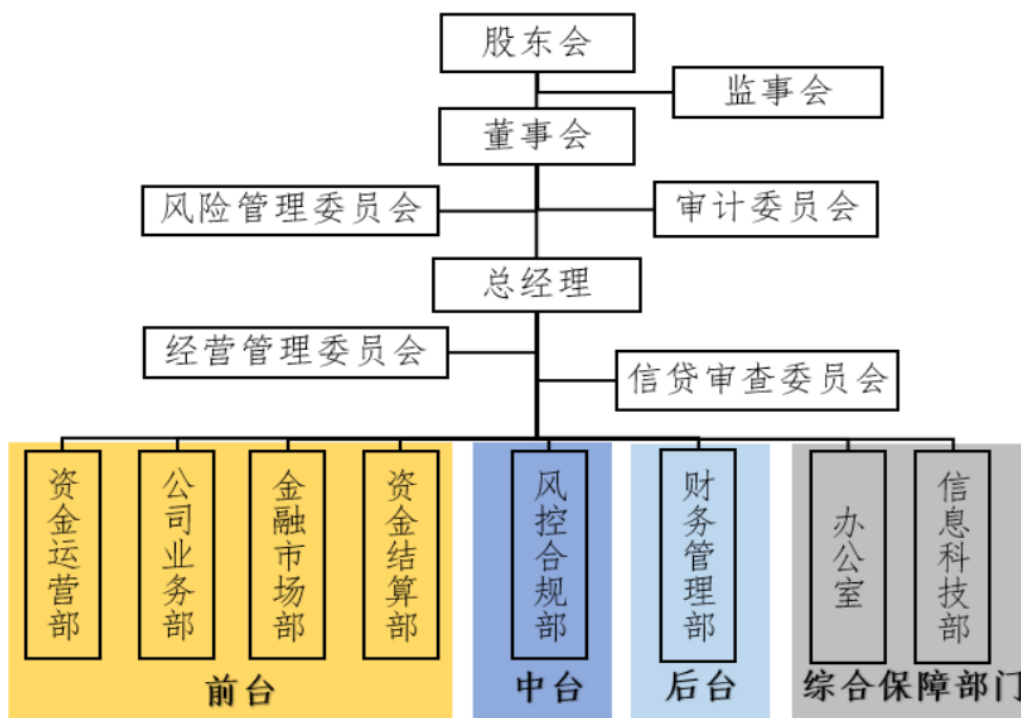 股东会
监事会
董事会
风险管理委员会
审计委员会
总经理
经营管理委员会
信贷审查委员会
资金运营部
公司业务部
金融市场部
资金结算部
风控合规部
财务管理部
办公室
信息科技部
前台
中台
后台
综合保障部门